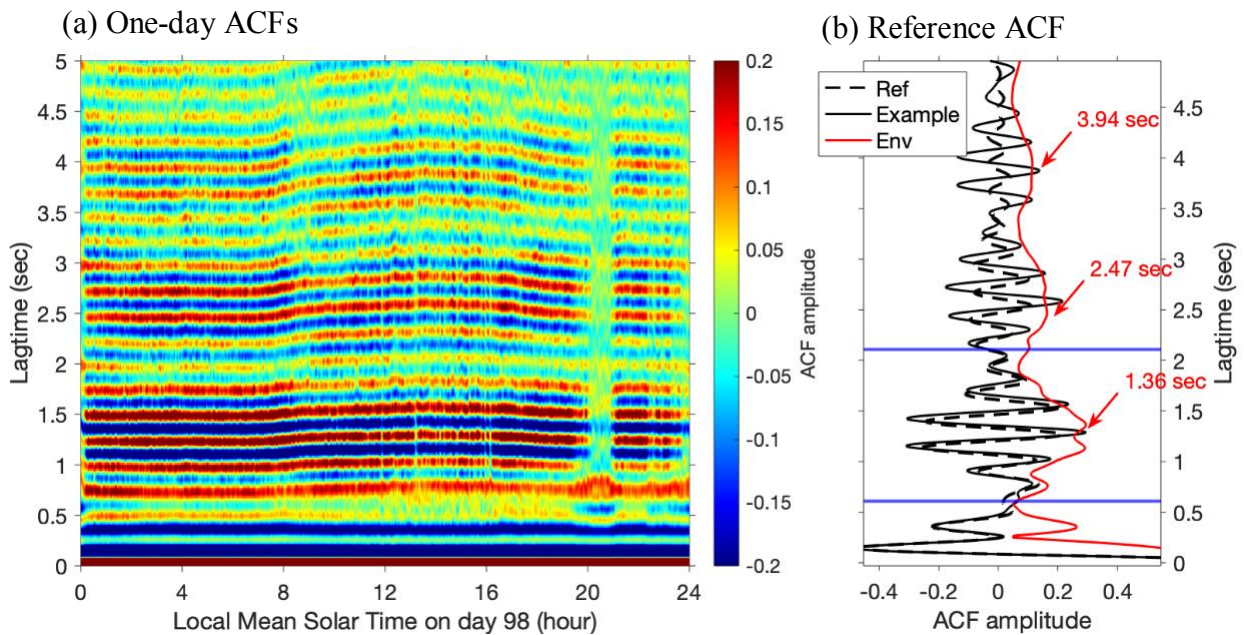 (a) One-day ACFs
5
4.5
4
3.5
3
2.5
2
1.5
1
0.5
0
Lagtime (sec)
0 4 8 12 16 20 24
Local Mean Solar Time on day 98 (hour)
0.2
0.15
0.1
0.05
0
-0.05
-0.1
-0.15
-0.2
ACF amplitude
(b) Reference ACF
Ref
Example
Env
3.94 sec
2.47 sec
1.36 sec
4.5
4
3.5
3
2.5
2
1.5
1
0.5
0
Lagtime (sec)
-0.4 -0.2 0 0.2 0.4
ACF amplitude